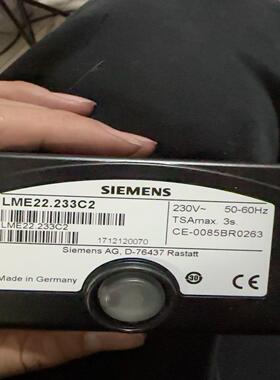 SIEMENS
LME22.233C2
230V~ 50-60Hz
TSAmax. 3s
LME22.233C2
1712120070
CE-0085BR0263
Siemens AG, D-76437 Rastatt
Made in Germany
CE